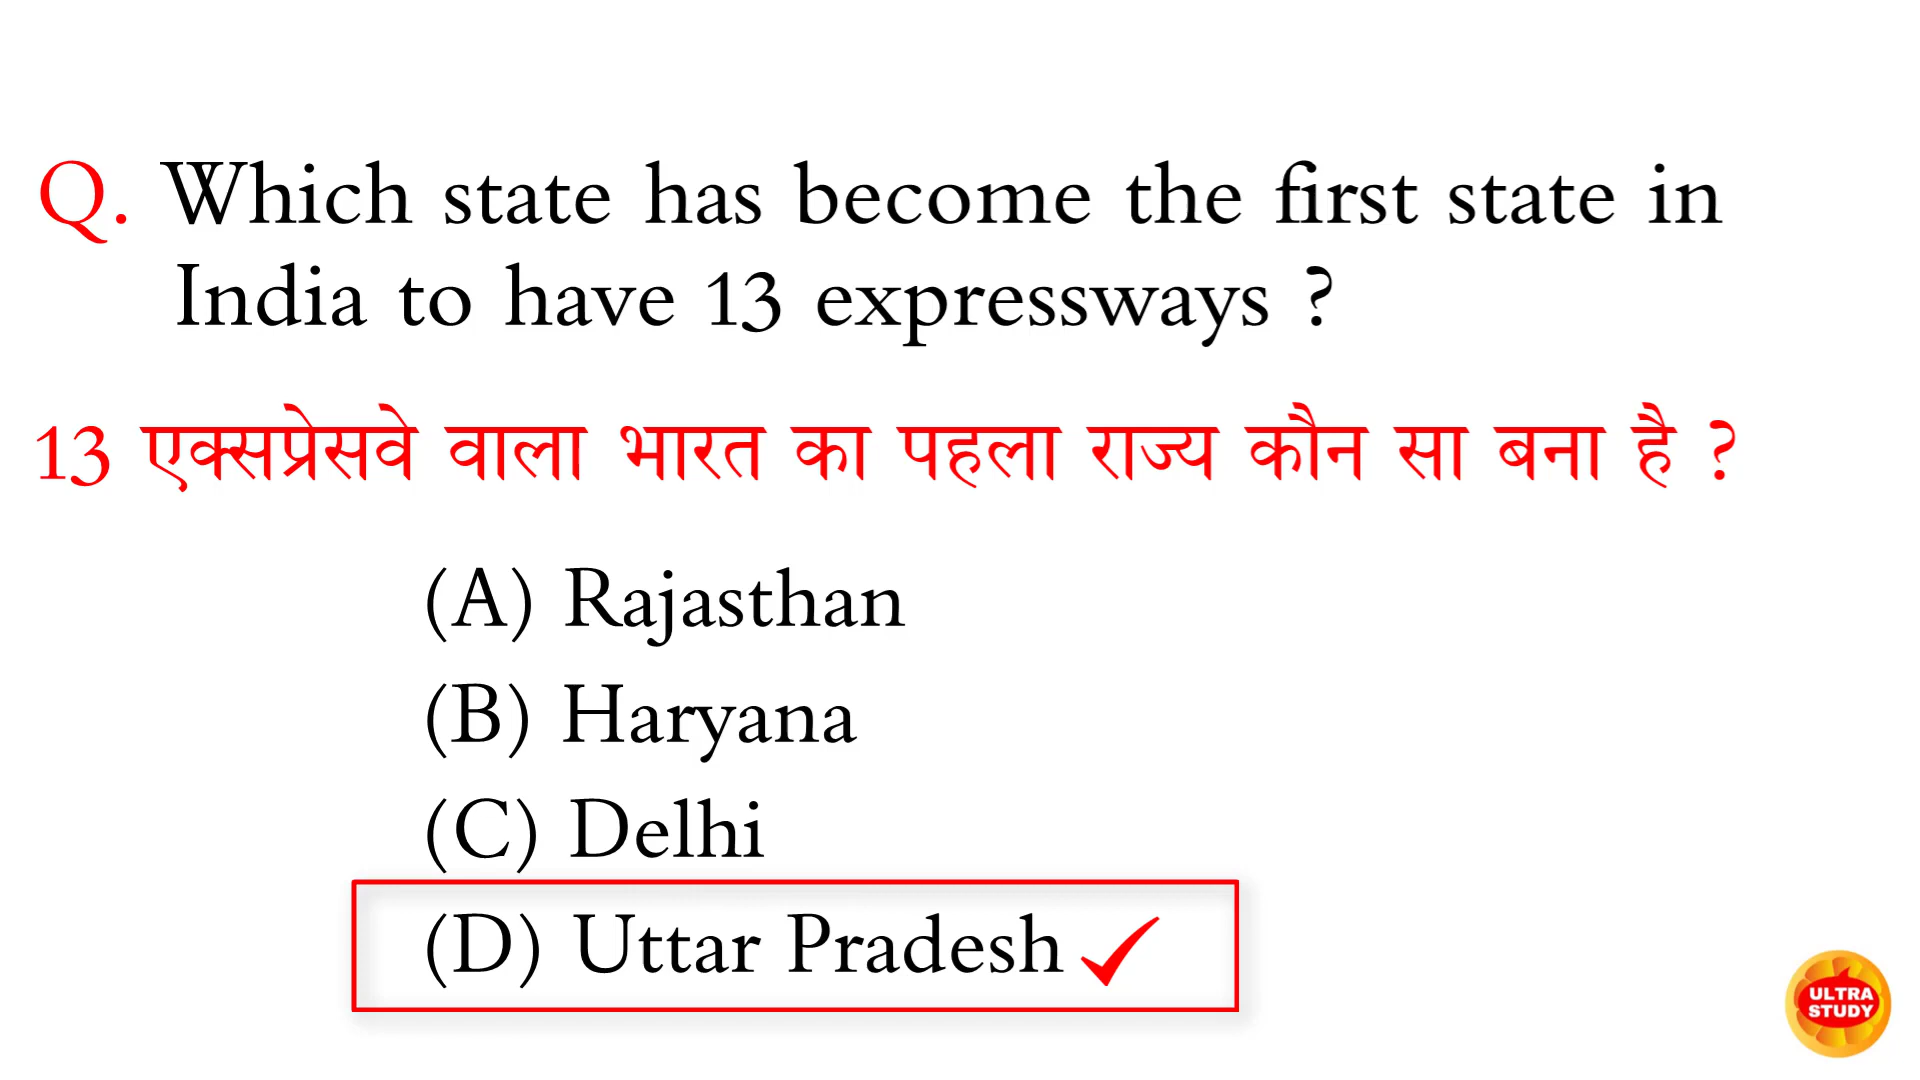 Q. Which state has become the first state in
India to have 13 expressways ?
13 एक्सप्रेसवे वाला भारत का पहला राज्य कौन सा बना है ?
(A) Rajasthan
(B) Haryana
(C) Delhi
(D) Uttar Pradesh
ULTRA
STUDY